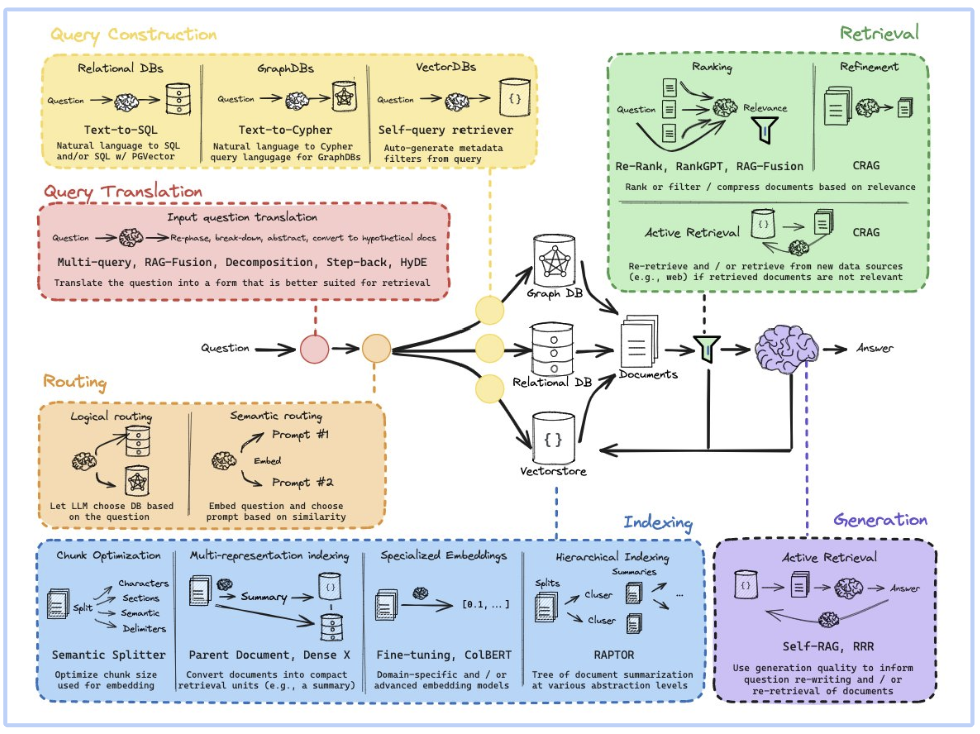 Query Construction
Relational DBs
Question
Text-to-SQL
Natural language to SQL
and/or SQL w/ PGVector
GraphDBs
Question
Text-to-Cypher
Natural language to Cypher
query langugage for GraphDBs
VectorDBs
Question
{ }
Self-query retriever
Auto-generate metadata
filters from query
Retrieval
Ranking
Question
Relevance
Re-Rank, RankGPT, RAG-Fusion
Refinement
CRAG
Rank or filter / compress documents based on relevance
Active Retrieval
{ }
CRAG
Re-retrieve and / or retrieve from new data sources
(e.g., web) if retrieved documents are not relevant
Query Translation
Input question translation
Question
Re-phase, break-down, abstract, convert to hypothetical docs
Multi-query, RAG-Fusion, Decomposition, Step-back, HyDE
Translate the question into a form that is better suited for retrieval
Question
Graph DB
Relational DB
{ }
Vectorstore
Documents
Answer
Routing
Logical routing
Let LLM choose DB based
on the question
Semantic routing
Prompt #1
Embed
Prompt #2
Embed question and choose
prompt based on similarity
Indexing
Chunk Optimization
Split
Characters
Sections
Semantic
Delimiters
Semantic Splitter
Optimize chunk size
used for embedding
Multi-representation indexing
Summary
{ }
Parent Document, Dense X
Convert documents into compact
retrieval units (e.g., a summary)
Specialized Embeddings
[0.1, ...]
Fine-tuning, ColBERT
Domain-specific and / or
advanced embedding models
Hierarchical Indexing
Splits
Summaries
Cluser
Cluser
...
RAPTOR
Tree of document summarization
at various abstraction levels
Generation
Active Retrieval
{ }
Answer
Self-RAG, RRR
Use generation quality to inform
question re-writing and / or
re-retrieval of documents